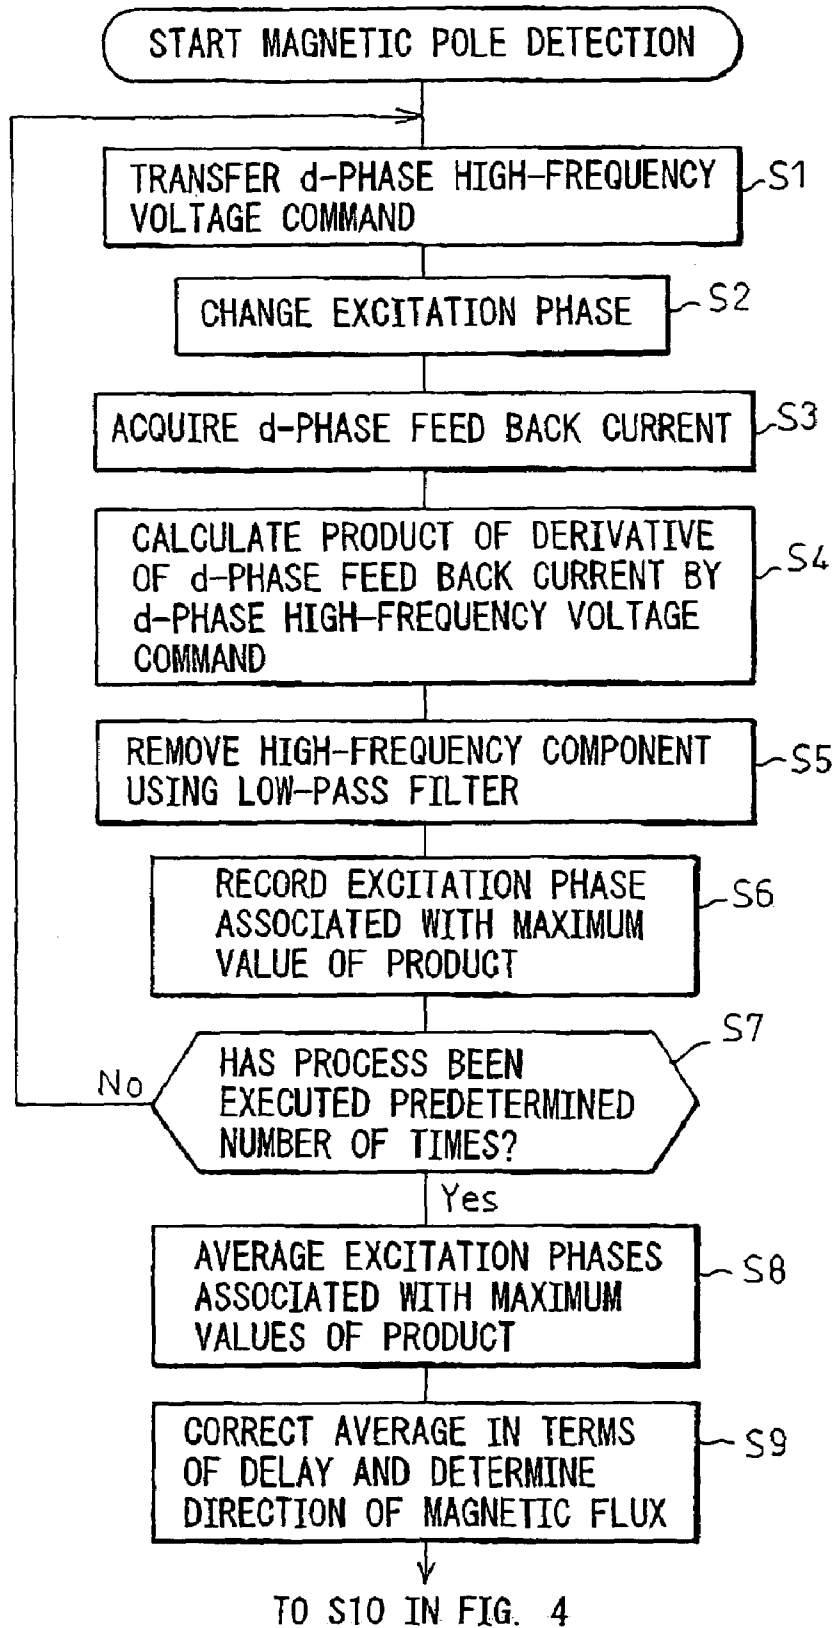 START MAGNETIC POLE DETECTION
TRANSFER d-PHASE HIGH-FREQUENCY
VOLTAGE COMMAND
S1
CHANGE EXCITATION PHASE
S2
ACQUIRE d-PHASE FEED BACK CURRENT
S3
CALCULATE PRODUCT OF DERIVATIVE
OF d-PHASE FEED BACK CURRENT BY
d-PHASE HIGH-FREQUENCY VOLTAGE
COMMAND
S4
REMOVE HIGH-FREQUENCY COMPONENT
USING LOW-PASS FILTER
S5
RECORD EXCITATION PHASE
ASSOCIATED WITH MAXIMUM
VALUE OF PRODUCT
S6
HAS PROCESS BEEN
EXECUTED PREDETERMINED
NUMBER OF TIMES?
S7
No
Yes
AVERAGE EXCITATION PHASES
ASSOCIATED WITH MAXIMUM
VALUES OF PRODUCT
S8
CORRECT AVERAGE IN TERMS
OF DELAY AND DETERMINE
DIRECTION OF MAGNETIC FLUX
S9
TO S10 IN FIG. 4